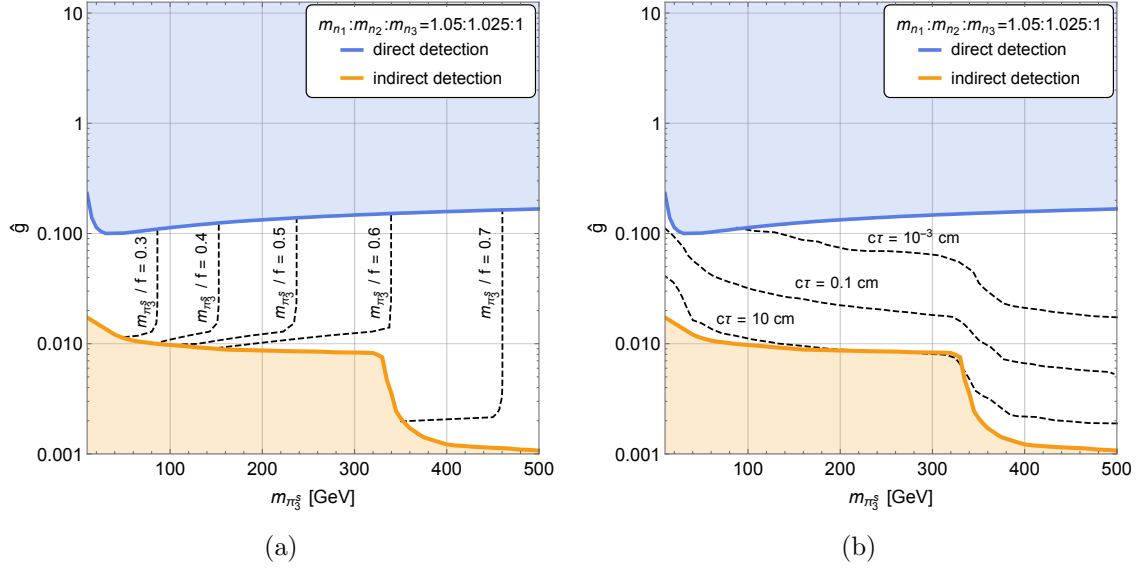 m_{n_1}:m_{n_2}:m_{n_3}=1.05:1.025:1
direct detection
indirect detection
10
1
0.100
0.010
0.001
ĝ
m_{π_3^s} / f = 0.3
m_{π_3^s} / f = 0.4
m_{π_3^s} / f = 0.5
m_{π_3^s} / f = 0.6
m_{π_3^s} / f = 0.7
100
200
300
400
500
m_{π_3^s} [GeV]
(a)
m_{n_1}:m_{n_2}:m_{n_3}=1.05:1.025:1
direct detection
indirect detection
10
1
0.100
0.010
0.001
ĝ
cτ = 10^{-3} cm
cτ = 0.1 cm
cτ = 10 cm
100
200
300
400
500
m_{π_3^s} [GeV]
(b)